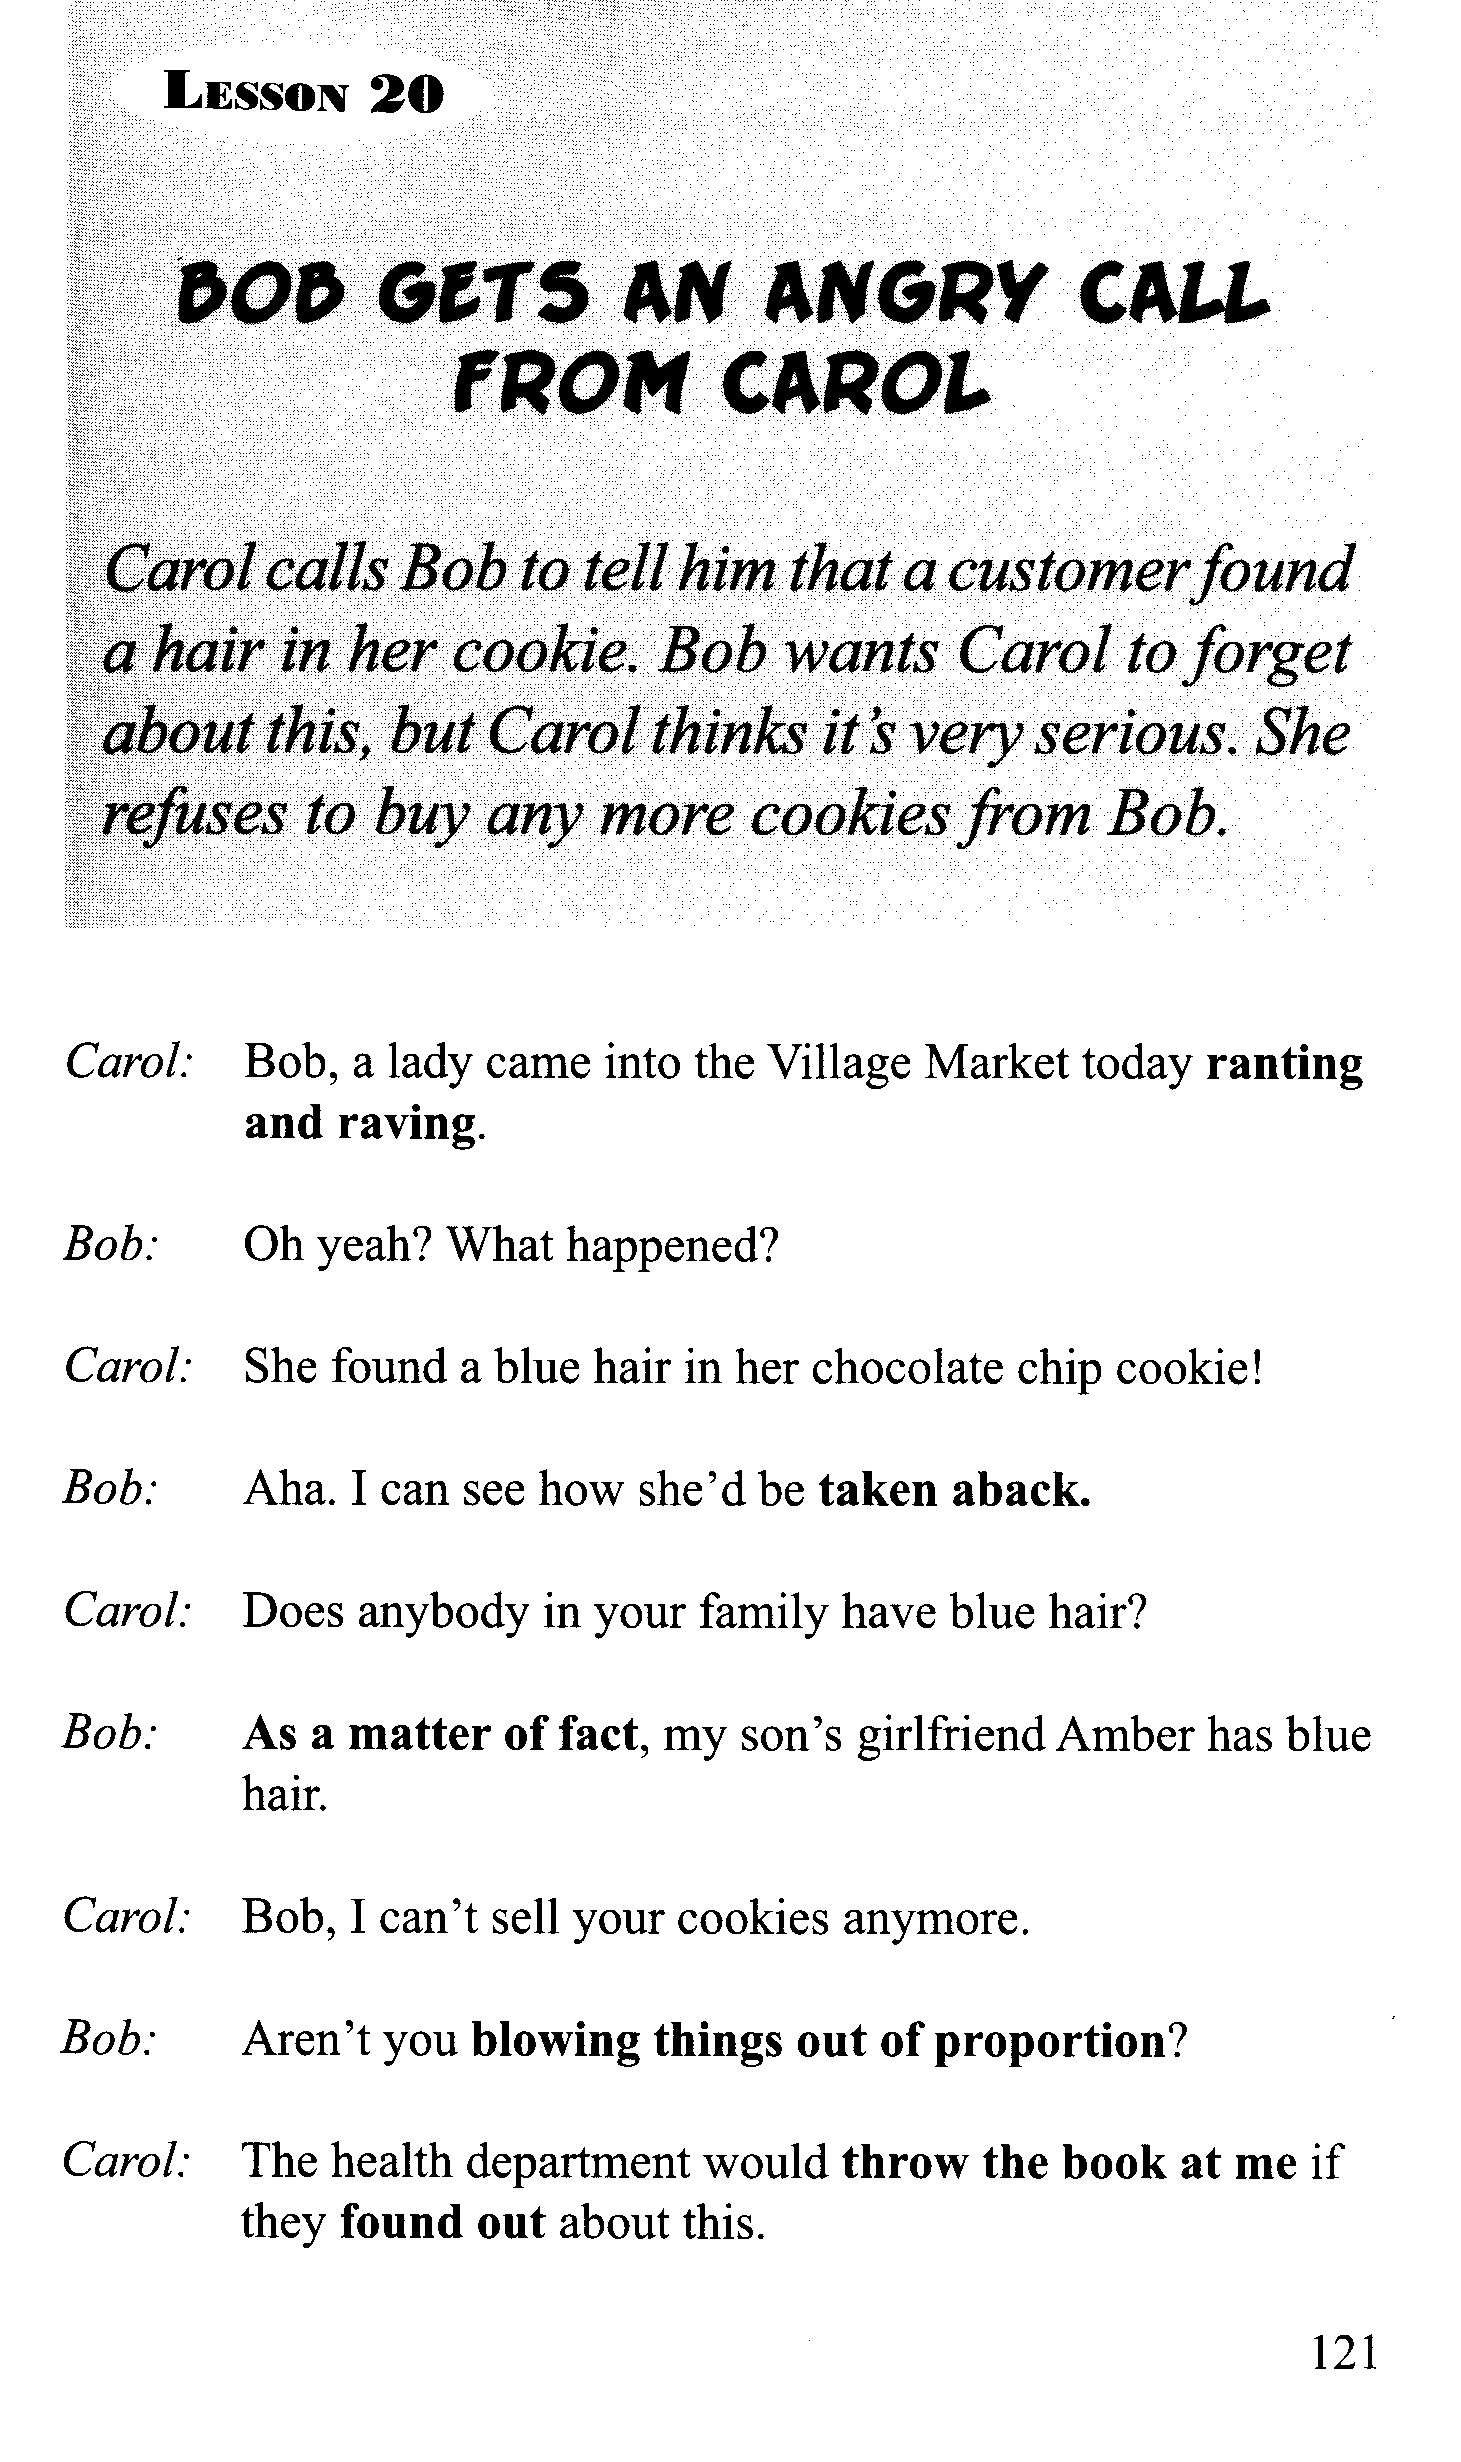 LESSON 20
BOB GETS AN ANGRY CALL
FROM CAROL
Carol calls Bob to tell him that a customer found
a hair in her cookie. Bob wants Carol to forget
about this, but Carol thinks it's very serious. She
refuses to buy any more cookies from Bob.
Carol: Bob, a lady came into the Village Market today ranting
and raving.
Bob: Oh yeah? What happened?
Carol: She found a blue hair in her chocolate chip cookie!
Bob: Aha. I can see how she'd be taken aback.
Carol: Does anybody in your family have blue hair?
Bob: As a matter of fact, my son's girlfriend Amber has blue
hair.
Carol: Bob, I can't sell your cookies anymore.
Bob: Aren't you blowing things out of proportion?
Carol: The health department would throw the book at me if
they found out about this.
121